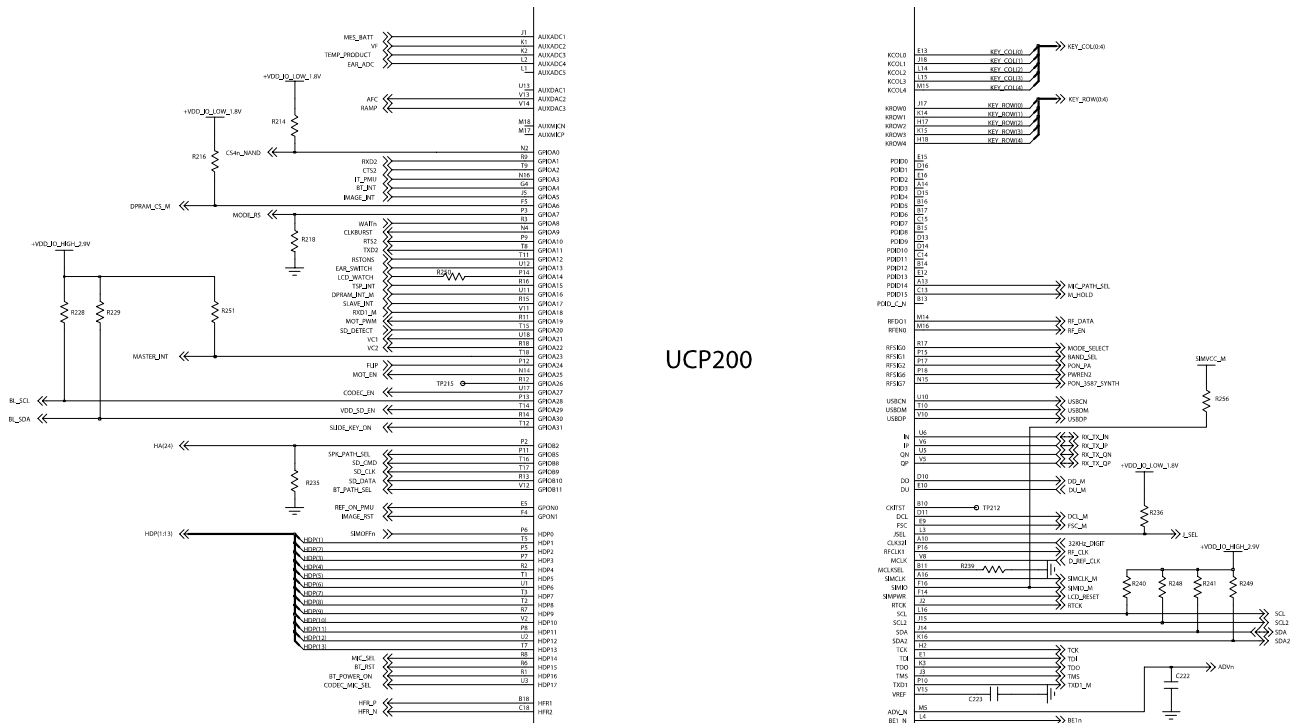 MES_BATT J1 AUXADC1
VF K1 AUXADC2
TEMP_PRODUCT K2 AUXADC3
EAR_ADC L2 AUXADC4
L1 AUXADC5
+VDD_IO_LOW_1.8V
U13 AUXDAC1
AFC V13 AUXDAC2
RAMP V14 AUXDAC3
+VDD_IO_LOW_1.8V
R214
M18 AUXMICN
M17 AUXMICP
R216
CS4n_NAND N2 GPIOA0
RXD2 R9 GPIOA1
CTS2 T9 GPIOA2
IT_PMU N16 GPIOA3
BT_INT G4 GPIOA4
IMAGE_INT J5 GPIOA5
DPRAM_CS_M F5 GPIOA6
MODE_RS P3 GPIOA7
WAITn R3 GPIOA8
CLKBURST N4 GPIOA9
R218
RTS2 P9 GPIOA10
TXD2 T8 GPIOA11
+VDD_IO_HIGH_2.9V
RSTONS T11 GPIOA12
EAR_SWITCH U12 GPIOA13
LCD_WATCH R250 P14 GPIOA14
TSP_INT R16 GPIOA15
DPRAM_INT_M U11 GPIOA16
SLAVE_INT R15 GPIOA17
R228 R229 R251
RXD1_M V11 GPIOA18
MOT_PWM R11 GPIOA19
SD_DETECT T15 GPIOA20
VC1 U18 GPIOA21
VC2 R18 GPIOA22
MASTER_INT T18 GPIOA23
FLIP P12 GPIOA24
MOT_EN N14 GPIOA25
TP215 R12 GPIOA26
CODEC_EN U17 GPIOA27
BL_SCL P13 GPIOA28
VDD_SD_EN T14 GPIOA29
BL_SDA R14 GPIOA30
SLIDE_KEY_ON T12 GPIOA31
HA(24) P2 GPIOB2
SPK_PATH_SEL P11 GPIOB5
SD_CMD T16 GPIOB8
SD_CLK T17 GPIOB9
R235
SD_DATA R13 GPIOB10
BT_PATH_SEL V12 GPIOB11
REF_ON_PMU E5 GPON0
IMAGE_RST F4 GPON1
HDP(1:13)
SIMOFFn P6 HDP0
HDP(1) T5 HDP1
HDP(2) P5 HDP2
HDP(3) P7 HDP3
HDP(4) R2 HDP4
HDP(5) T1 HDP5
HDP(6) U1 HDP6
HDP(7) T3 HDP7
HDP(8) T2 HDP8
HDP(9) R7 HDP9
HDP(10) V2 HDP10
HDP(11) P8 HDP11
HDP(12) U2 HDP12
HDP(13) T7 HDP13
MIC_SEL R8 HDP14
BT_RST R6 HDP15
BT_POWER_ON R1 HDP16
CODEC_MIC_SEL U3 HDP17
HFR_P B18 HFR1
HFR_N C18 HFR2
UCP200
KCOL0 E13 KEY_COL(0) KEY_COL(0:4)
KCOL1 J18 KEY_COL(1)
KCOL2 L14 KEY_COL(2)
KCOL3 L15 KEY_COL(3)
KCOL4 M15 KEY_COL(4)
KROW0 J17 KEY_ROW(0) KEY_ROW(0:4)
KROW1 K14 KEY_ROW(1)
KROW2 H17 KEY_ROW(2)
KROW3 K15 KEY_ROW(3)
KROW4 H18 KEY_ROW(4)
PDID0 E15
PDID1 D16
PDID2 E16
PDID3 A14
PDID4 D15
PDID5 B16
PDID6 B17
PDID7 C15
PDID8 B15
PDID9 D13
PDID10 D14
PDID11 C14
PDID12 B14
PDID13 E12
PDID14 A13 MIC_PATH_SEL
PDID15 C13 M_HOLD
PDID_C_N B13
RFDO1 M14 RF_DATA
RFEN0 M16 RF_EN
RFSIG0 R17 MODE_SELECT
RFSIG1 P15 BAND_SEL
RFSIG2 P17 PON_PA
RFSIG6 P18 PWREN2
RFSIG7 N15 PON_3587_SYNTH
SIMVCC_M
R256
USBCN U10 USBCN
USBDM T10 USBDM
USBDP V10 USBDP
IN U6 RX_TX_IN
IP V6 RX_TX_IP
QN U5 RX_TX_QN
QP V5 RX_TX_QP
+VDD_IO_LOW_1.8V
DD D10 DD_M
DU E10 DU_M
CKITST B10 TP212
R236
DCL D11 DCL_M
FSC E9 FSC_M
JSEL L3 J_SEL
CLK32I A10 32KHz_DIGIT
+VDD_IO_HIGH_2.9V
RFCLK1 P16 RF_CLK
MCLK V8 D_REF_CLK
MCLKSEL B11 R239
SIMCLK A16 SIMCLK_M
SIMIO F16 SIMIO_M
R240 R248 R241 R249
SIMPWR F14 LCD_RESET
RTCK J2 RTCK
SCL L16 SCL
SCL2 J15 SCL2
SDA J14 SDA
SDA2 K16 SDA2
TCK H2 TCK
TDI E1 TDI
TDO K3 TDO
ADVn
TMS J3 TMS
TXD1 P10 TXD1_M
C222
VREF V15 C223
ADV_N M5
BE1_N L4 BE1n